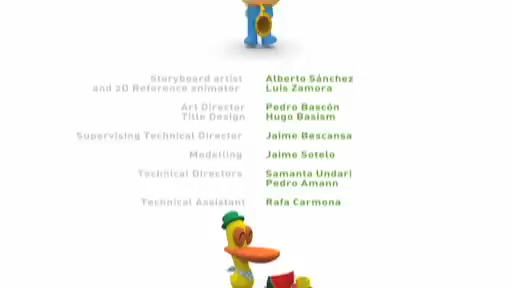 Storyboard artist Alberto Sánchez
and 2D Reference animator Luis Zamora
Art Director Pedro Bascón
Title Design Hugo Basism
Supervising Technical Director Jaime Bescansa
Modelling Jaime Sotelo
Technical Directors Samanta Undari
Pedro Amann
Technical Assistant Rafa Carmona